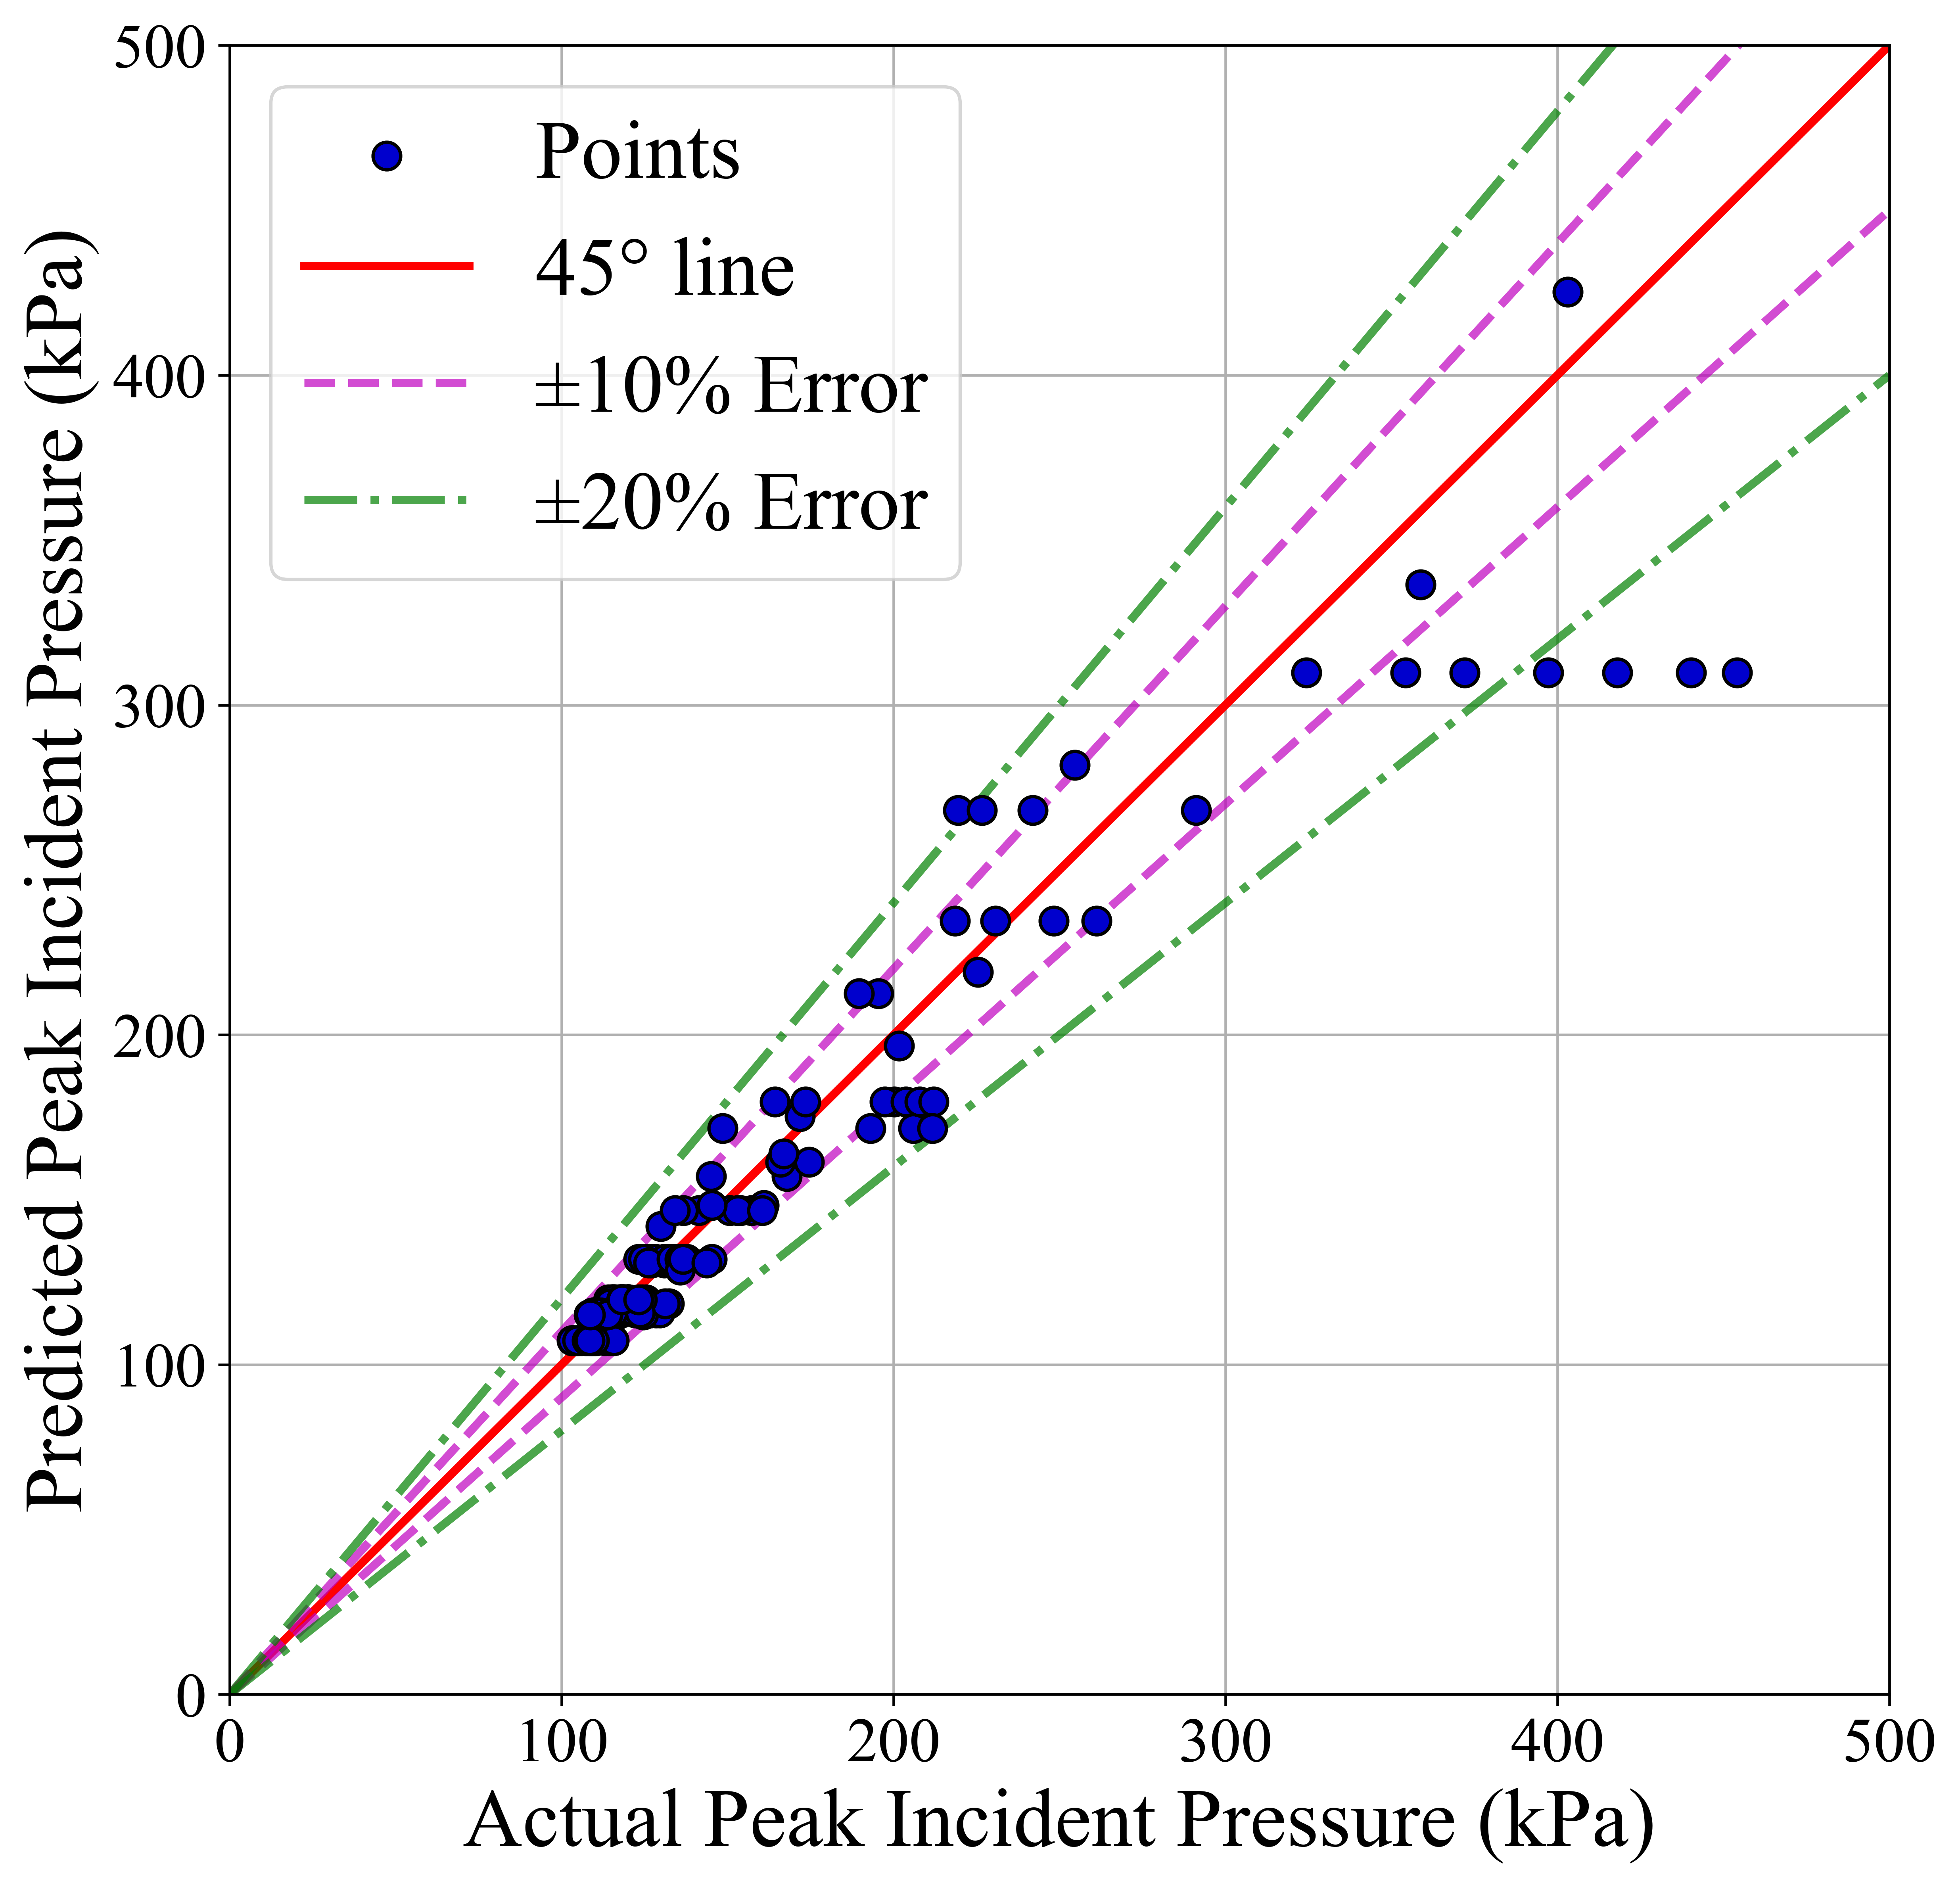 Points
45° line
±10% Error
±20% Error
500
400
300
200
100
0
0 100 200 300 400 500
Predicted Peak Incident Pressure (kPa)
Actual Peak Incident Pressure (kPa)